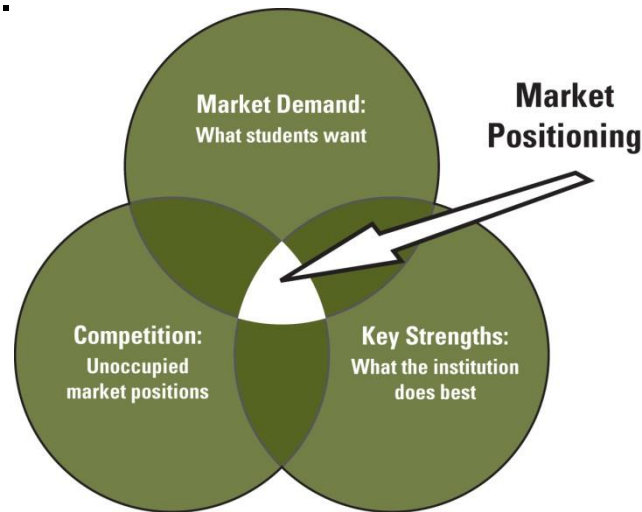 Market Demand:
What students want
Market
Positioning
Competition:
Unoccupied
market positions
Key Strengths:
What the institution
does best